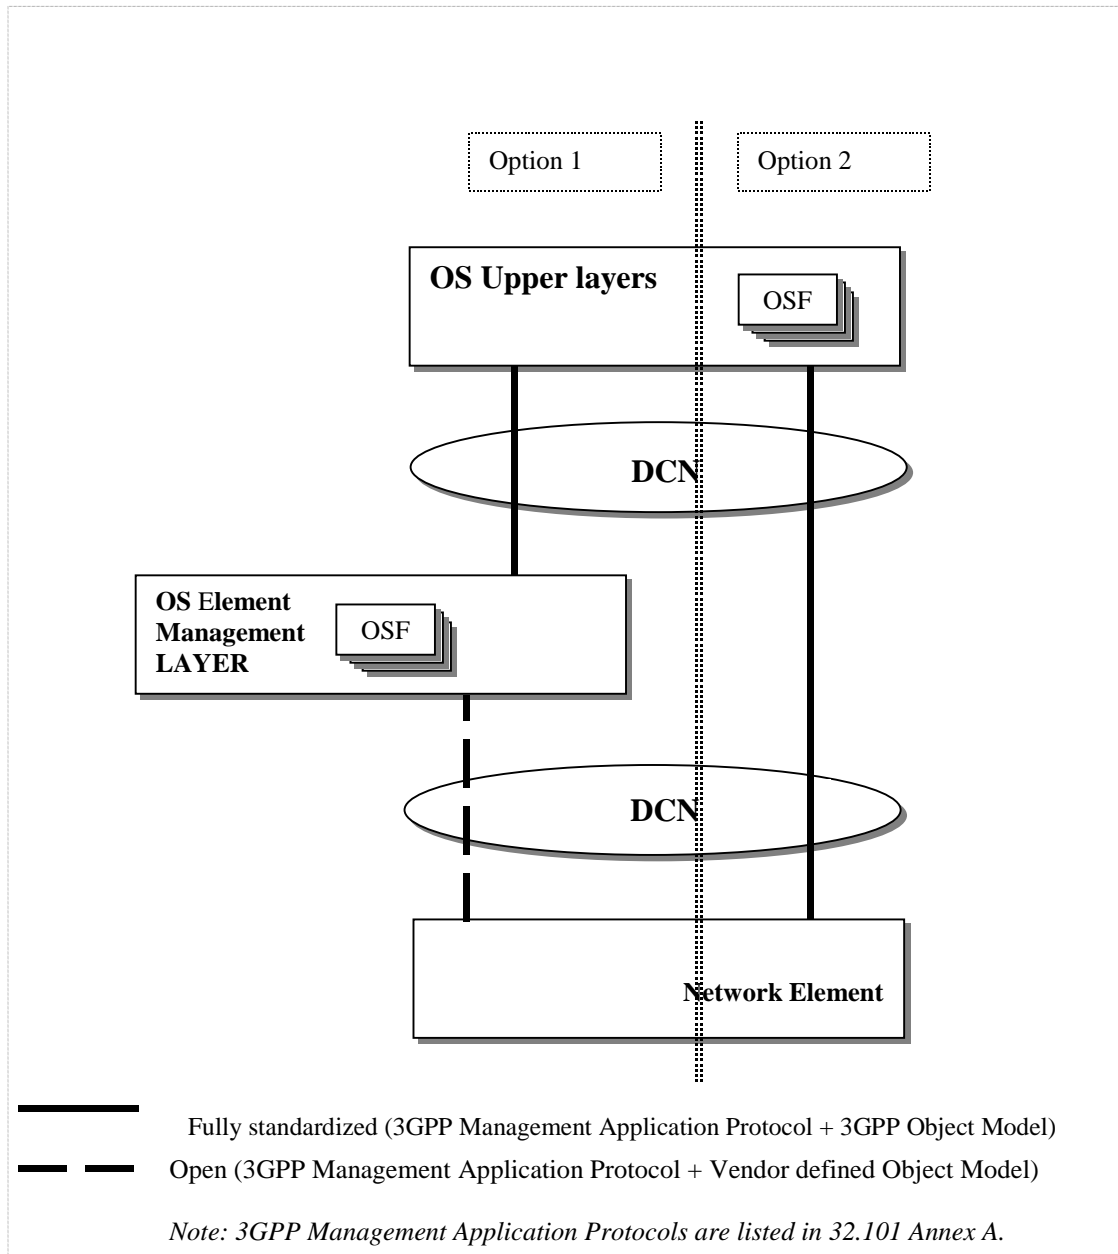 Option 1
Option 2
OS Upper layers
OSF
DCN
OS Element
Management
LAYER
OSF
DCN
Network Element
Fully standardized (3GPP Management Application Protocol + 3GPP Object Model)
Open (3GPP Management Application Protocol + Vendor defined Object Model)
Note: 3GPP Management Application Protocols are listed in 32.101 Annex A.